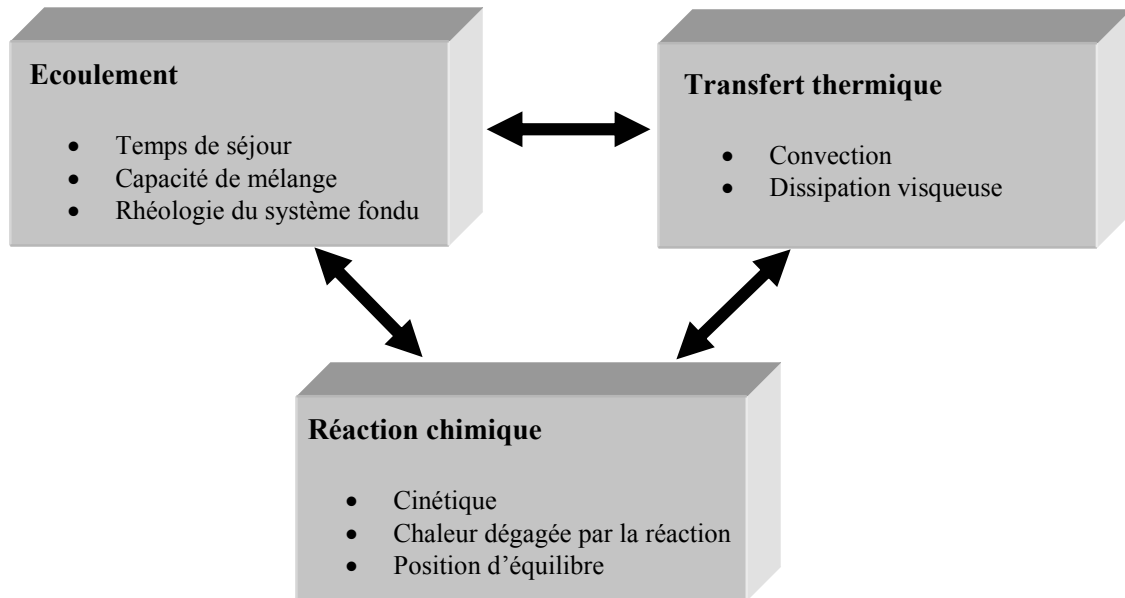 Ecoulement
• Temps de séjour
• Capacité de mélange
• Rhéologie du système fondu
Transfert thermique
• Convection
• Dissipation visqueuse
Réaction chimique
• Cinétique
• Chaleur dégagée par la réaction
• Position d’équilibre